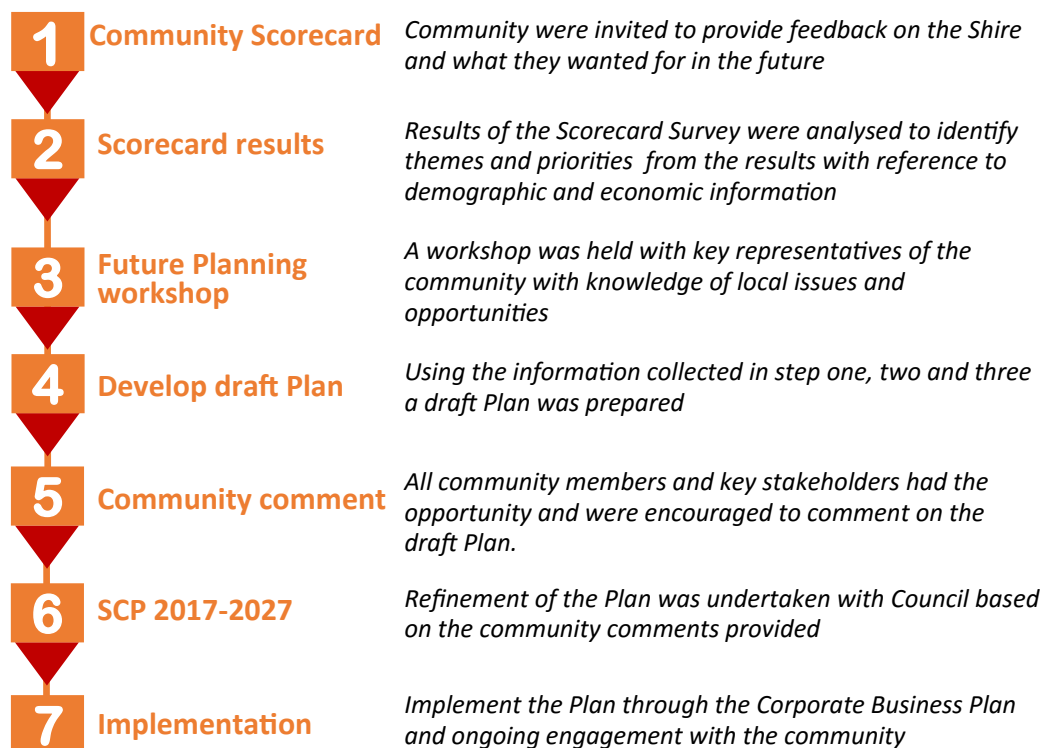 1
Community Scorecard
Community were invited to provide feedback on the Shire
and what they wanted for in the future
2
Scorecard results
Results of the Scorecard Survey were analysed to identify
themes and priorities  from the results with reference to
demographic and economic information
3
Future Planning
workshop
A workshop was held with key representatives of the
community with knowledge of local issues and
opportunities
4
Develop draft Plan
Using the information collected in step one, two and three
a draft Plan was prepared
5
Community comment
All community members and key stakeholders had the
opportunity and were encouraged to comment on the
draft Plan.
6
SCP 2017-2027
Refinement of the Plan was undertaken with Council based
on the community comments provided
7
Implementation
Implement the Plan through the Corporate Business Plan
and ongoing engagement with the community